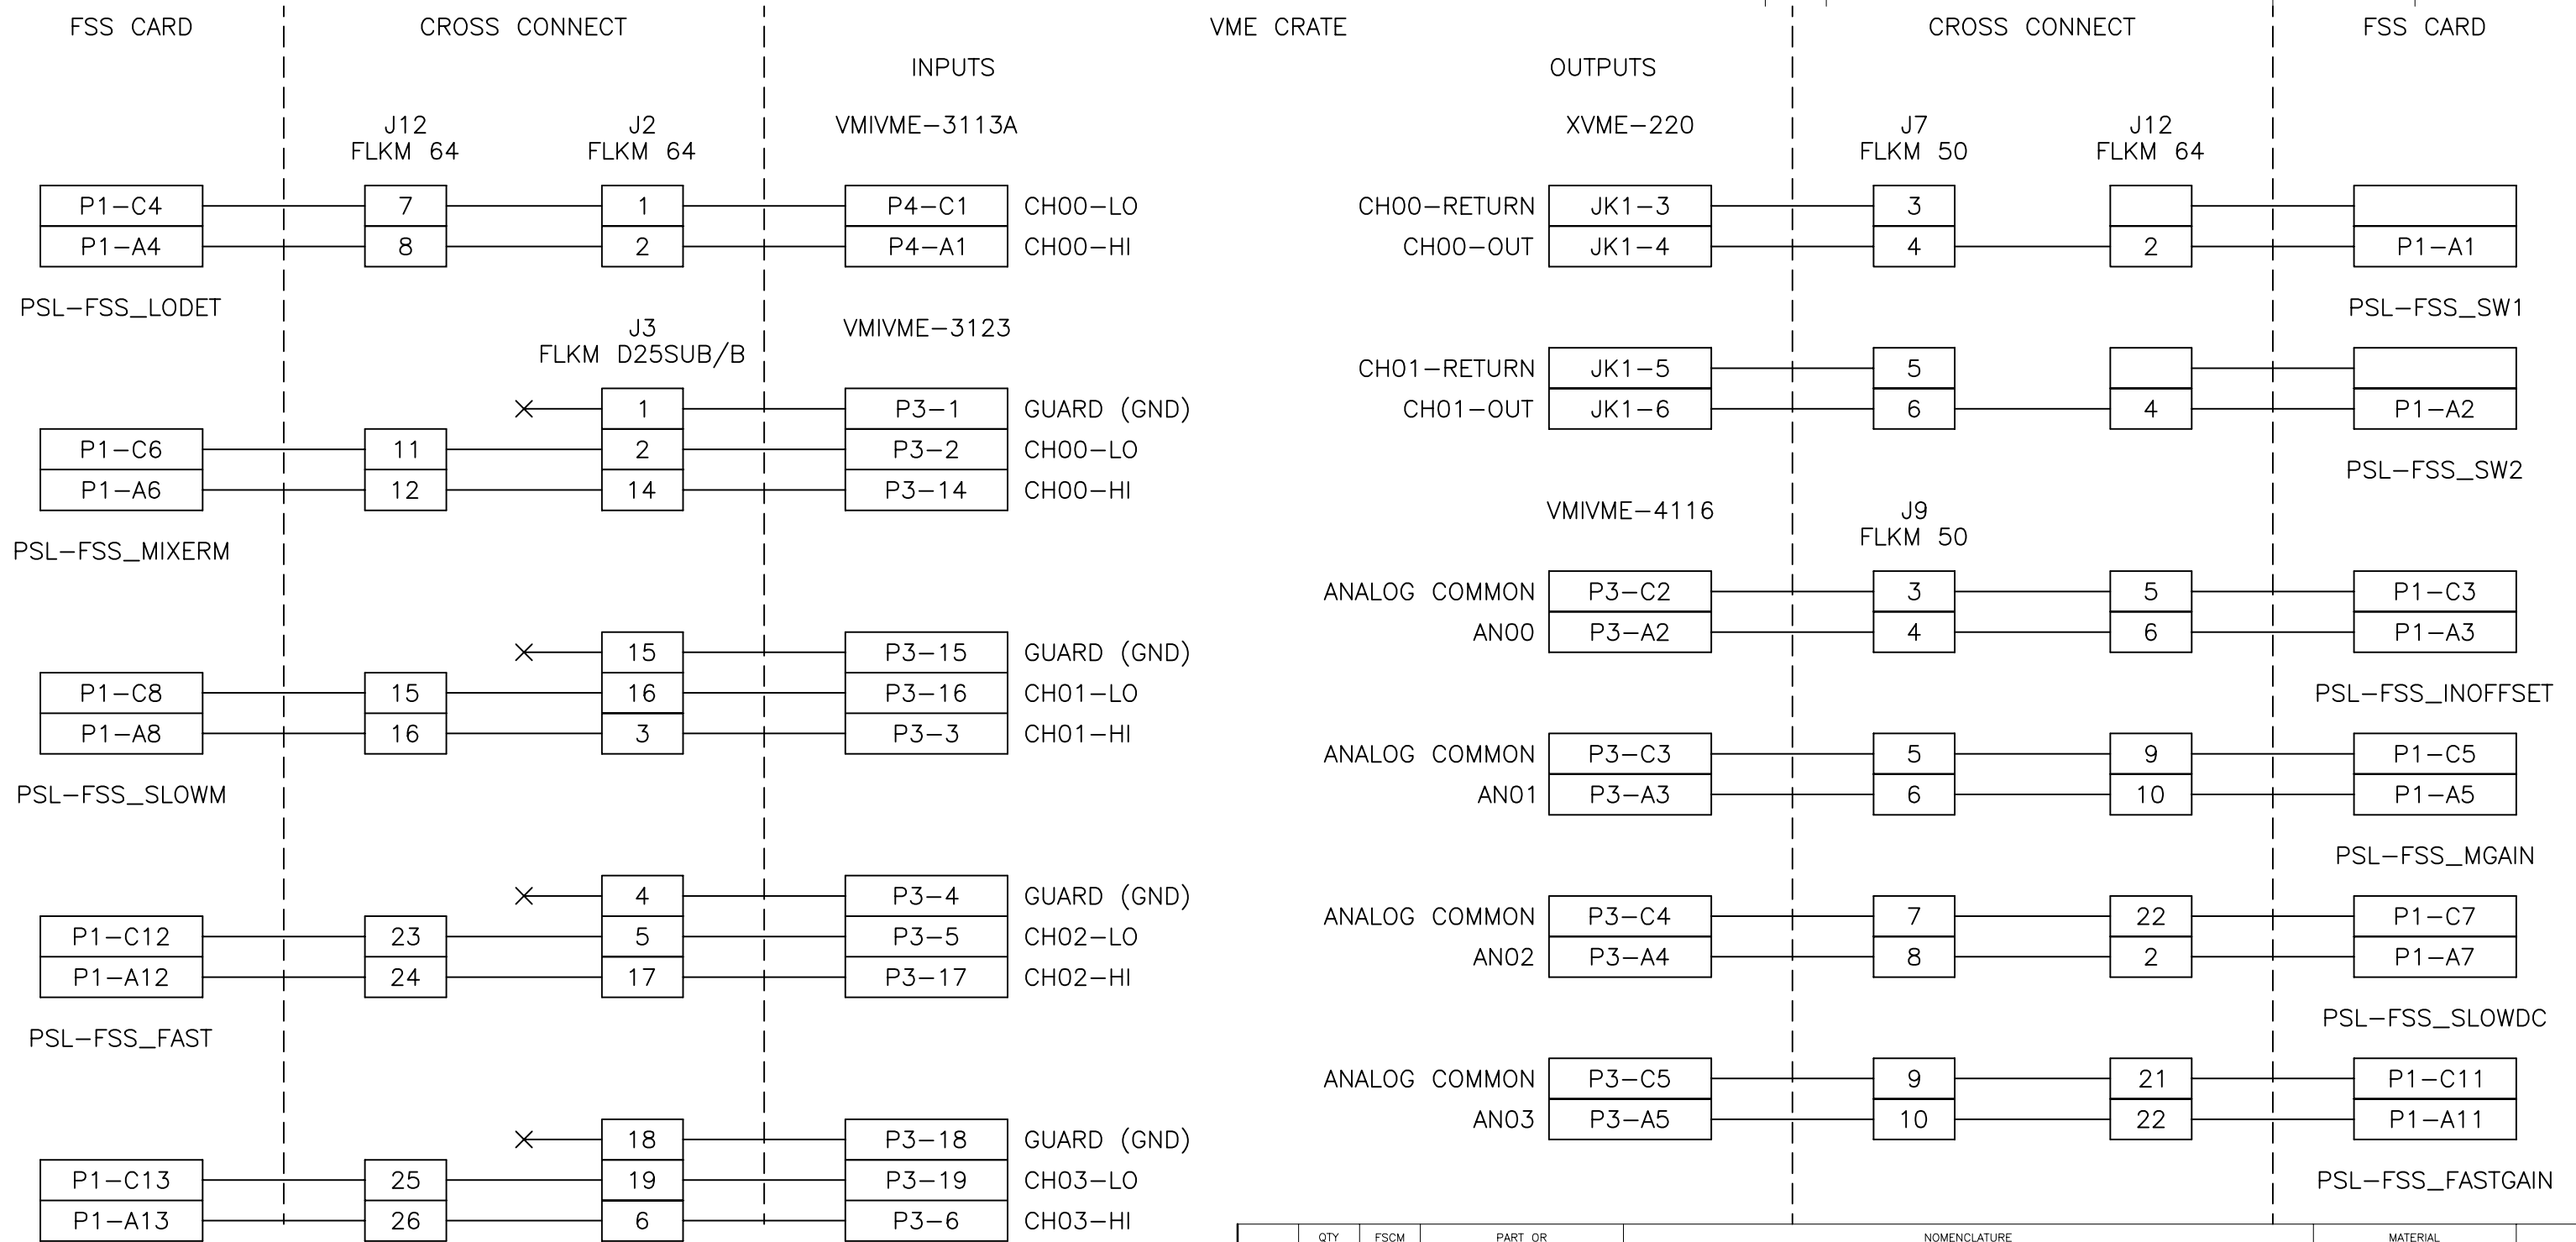 FSS CARD CROSS CONNECT VME CRATE CROSS CONNECT FSS CARD
INPUTS OUTPUTS
J12 J2 VMIVME-3113A XVME-220 J7 J12
FLKM 64 FLKM 64 FLKM 50 FLKM 64
P1-C4 7 1 P4-C1 CH00-LO CH00-RETURN JK1-3 3
P1-A4 8 2 P4-A1 CH00-HI CH00-OUT JK1-4 4 2 P1-A1
PSL-FSS_LODET PSL-FSS_SW1
J3 VMIVME-3123
FLKM D25SUB/B
CH01-RETURN JK1-5 5
1 P3-1 GUARD (GND) CH01-OUT JK1-6 6 4 P1-A2
P1-C6 11 2 P3-2 CH00-LO
PSL-FSS_SW2
P1-A6 12 14 P3-14 CH00-HI
VMIVME-4116 J9
FLKM 50
PSL-FSS_MIXERM
ANALOG COMMON P3-C2 3 5 P1-C3
AN00 P3-A2 4 6 P1-A3
15 P3-15 GUARD (GND)
P1-C8 15 16 P3-16 CH01-LO PSL-FSS_INOFFSET
P1-A8 16 3 P3-3 CH01-HI
ANALOG COMMON P3-C3 5 9 P1-C5
PSL-FSS_SLOWM AN01 P3-A3 6 10 P1-A5
PSL-FSS_MGAIN
4 P3-4 GUARD (GND)
ANALOG COMMON P3-C4 7 22 P1-C7
P1-C12 23 5 P3-5 CH02-LO
AN02 P3-A4 8 2 P1-A7
P1-A12 24 17 P3-17 CH02-HI
PSL-FSS_SLOWDC
PSL-FSS_FAST
ANALOG COMMON P3-C5 9 21 P1-C11
AN03 P3-A5 10 22 P1-A11
18 P3-18 GUARD (GND)
P1-C13 25 19 P3-19 CH03-LO PSL-FSS_FASTGAIN
P1-A13 26 6 P3-6 CH03-HI
QTY FSCM PART OR NOMENCLATURE MATERIAL